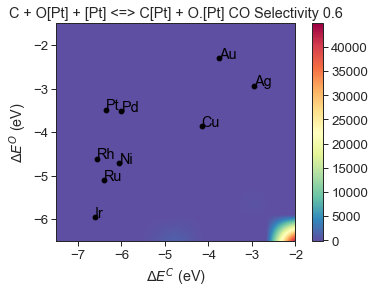 C + O[Pt] + [Pt] <=> C[Pt] + O.[Pt] CO Selectivity 0.6
ΔE^O (eV)
−2
−3
−4
−5
−6
Au
Ag
Pt
Pd
Cu
Rh
Ni
Ru
Ir
−7
−6
−5
−4
−3
−2
ΔE^C (eV)
45000
40000
35000
30000
25000
20000
15000
10000
5000
0